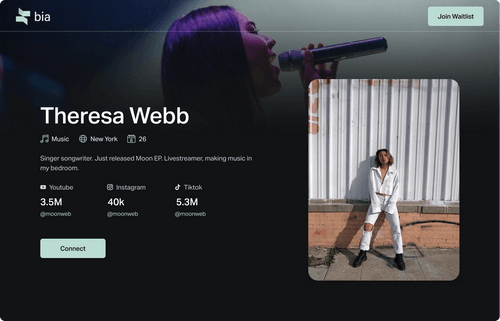 bia
Join Waitlist
Theresa Webb
Music New York 26
Singer songwriter. Just released Moon EP. Livestreamer, making music in
my bedroom.
Youtube Instagram Tiktok
3.5M 40k 5.3M
@moonweb @moonweb @moonweb
Connect